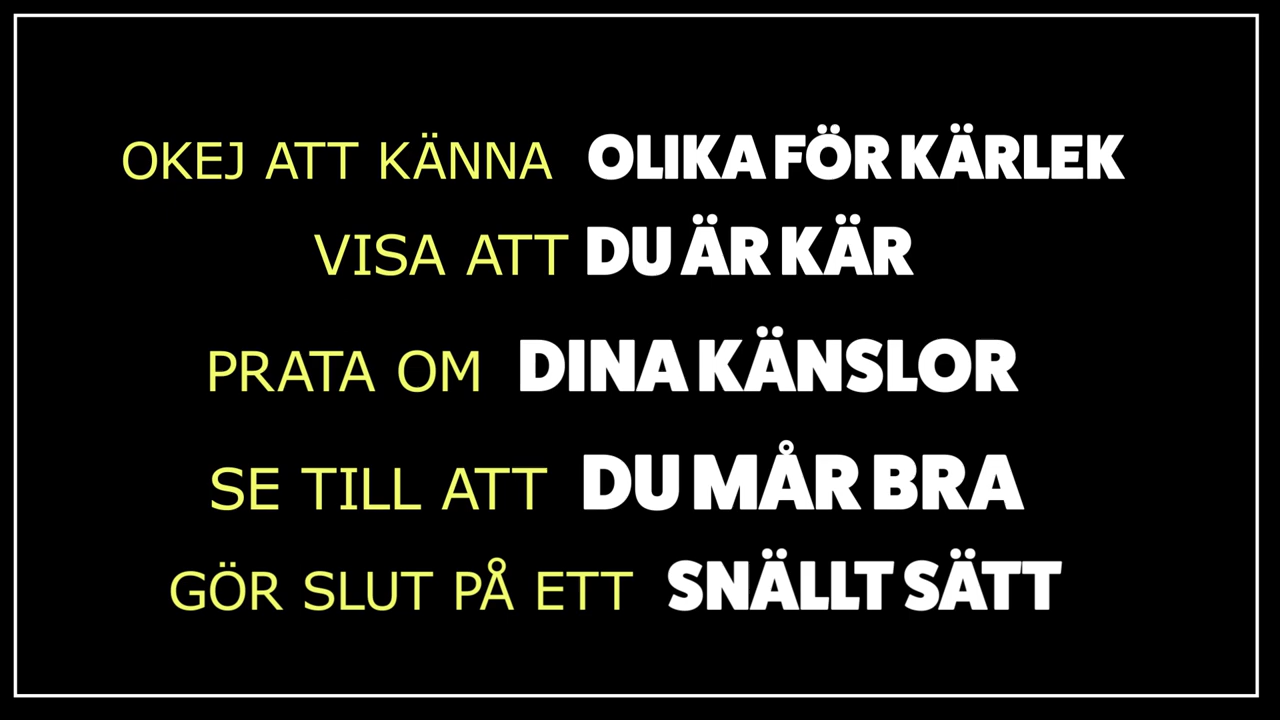 OKEJ ATT KÄNNA OLIKA FÖR KÄRLEK
VISA ATT DU ÄR KÄR
PRATA OM DINA KÄNSLOR
SE TILL ATT DU MÅR BRA
GÖR SLUT PÅ ETT SNÄLLT SÄTT